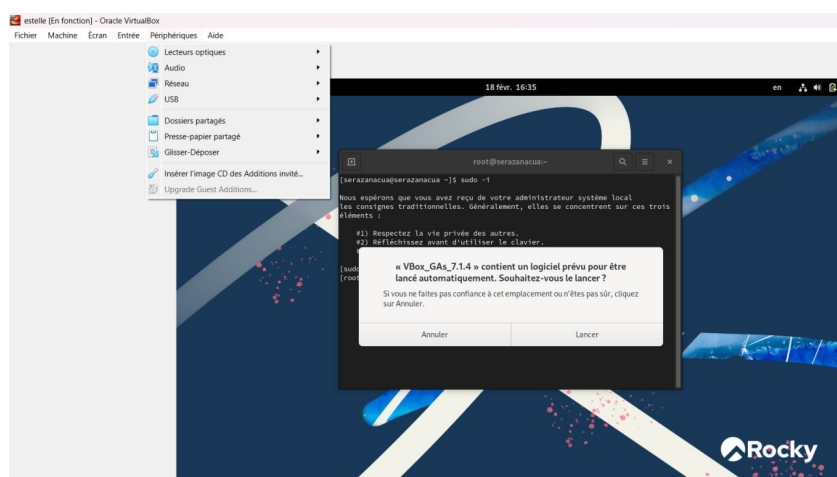 estelle [En fonction] - Oracle VirtualBox
Fichier Machine Écran Entrée Périphériques Aide
Lecteurs optiques
Audio
Réseau
USB
Dossiers partagés
Presse-papier partagé
Glisser-Déposer
Insérer l'image CD des Additions invité...
Upgrade Guest Additions...
18 févr. 16:35
en
root@serazanacua:~
[serazanacua@serazanacua ~]$ sudo -i
Nous espérons que vous avez reçu de votre administrateur système local
les consignes traditionnelles. Généralement, elles se concentrent sur ces trois
éléments :
#1) Respectez la vie privée des autres.
#2) Réfléchissez avant d'utiliser le clavier.
[sudo
[root
« VBox_GAs_7.1.4 » contient un logiciel prévu pour être
lancé automatiquement. Souhaitez-vous le lancer ?
Si vous ne faites pas confiance à cet emplacement ou n'êtes pas sûr, cliquez
sur Annuler.
Annuler Lancer
Rocky